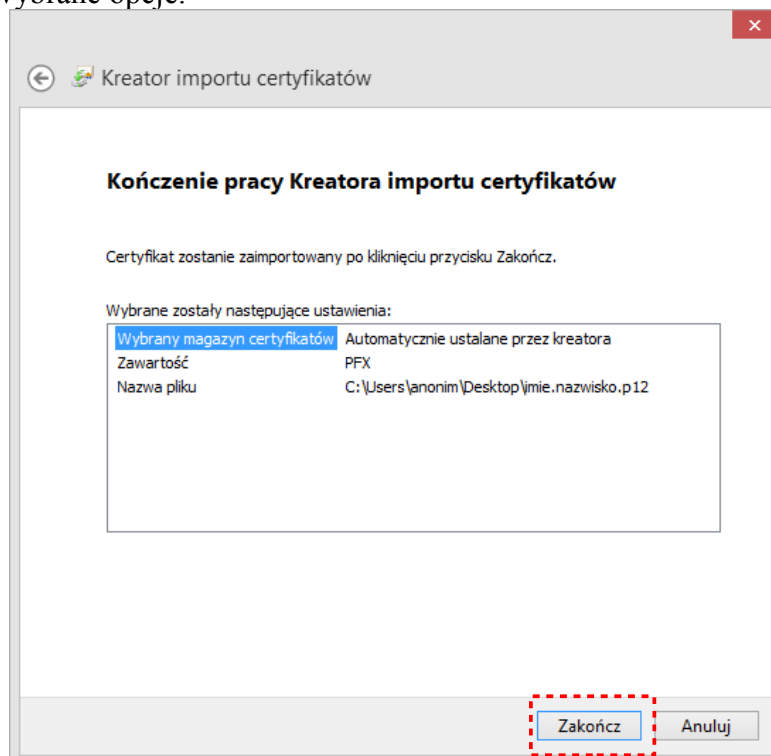 wybrane opcje.
Kreator importu certyfikatów
Kończenie pracy Kreatora importu certyfikatów
Certyfikat zostanie zaimportowany po kliknięciu przycisku Zakończ.
Wybrane zostały następujące ustawienia:
Wybrany magazyn certyfikatów Automatycznie ustalane przez kreatora
Zawartość PFX
Nazwa pliku C:\Users\anonim\Desktop\imie.nazwisko.p12
Zakończ Anuluj